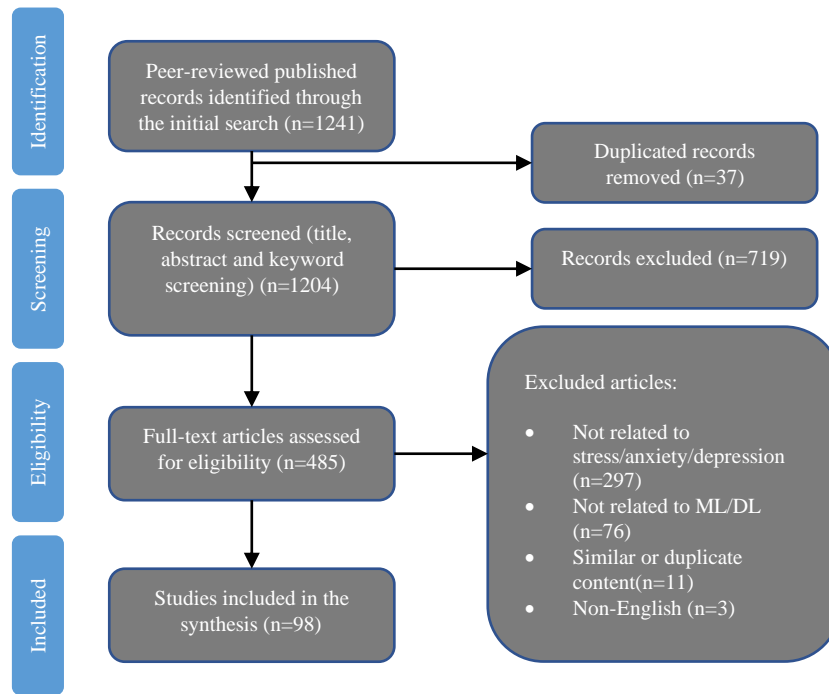 Identification
Peer-reviewed published
records identified through
the initial search (n=1241)
Duplicated records
removed (n=37)
Screening
Records screened (title,
abstract and keyword
screening) (n=1204)
Records excluded (n=719)
Eligibility
Full-text articles assessed
for eligibility (n=485)
Excluded articles:
• Not related to
stress/anxiety/depression
(n=297)
• Not related to ML/DL
(n=76)
• Similar or duplicate
content(n=11)
• Non-English (n=3)
Included
Studies included in the
synthesis (n=98)